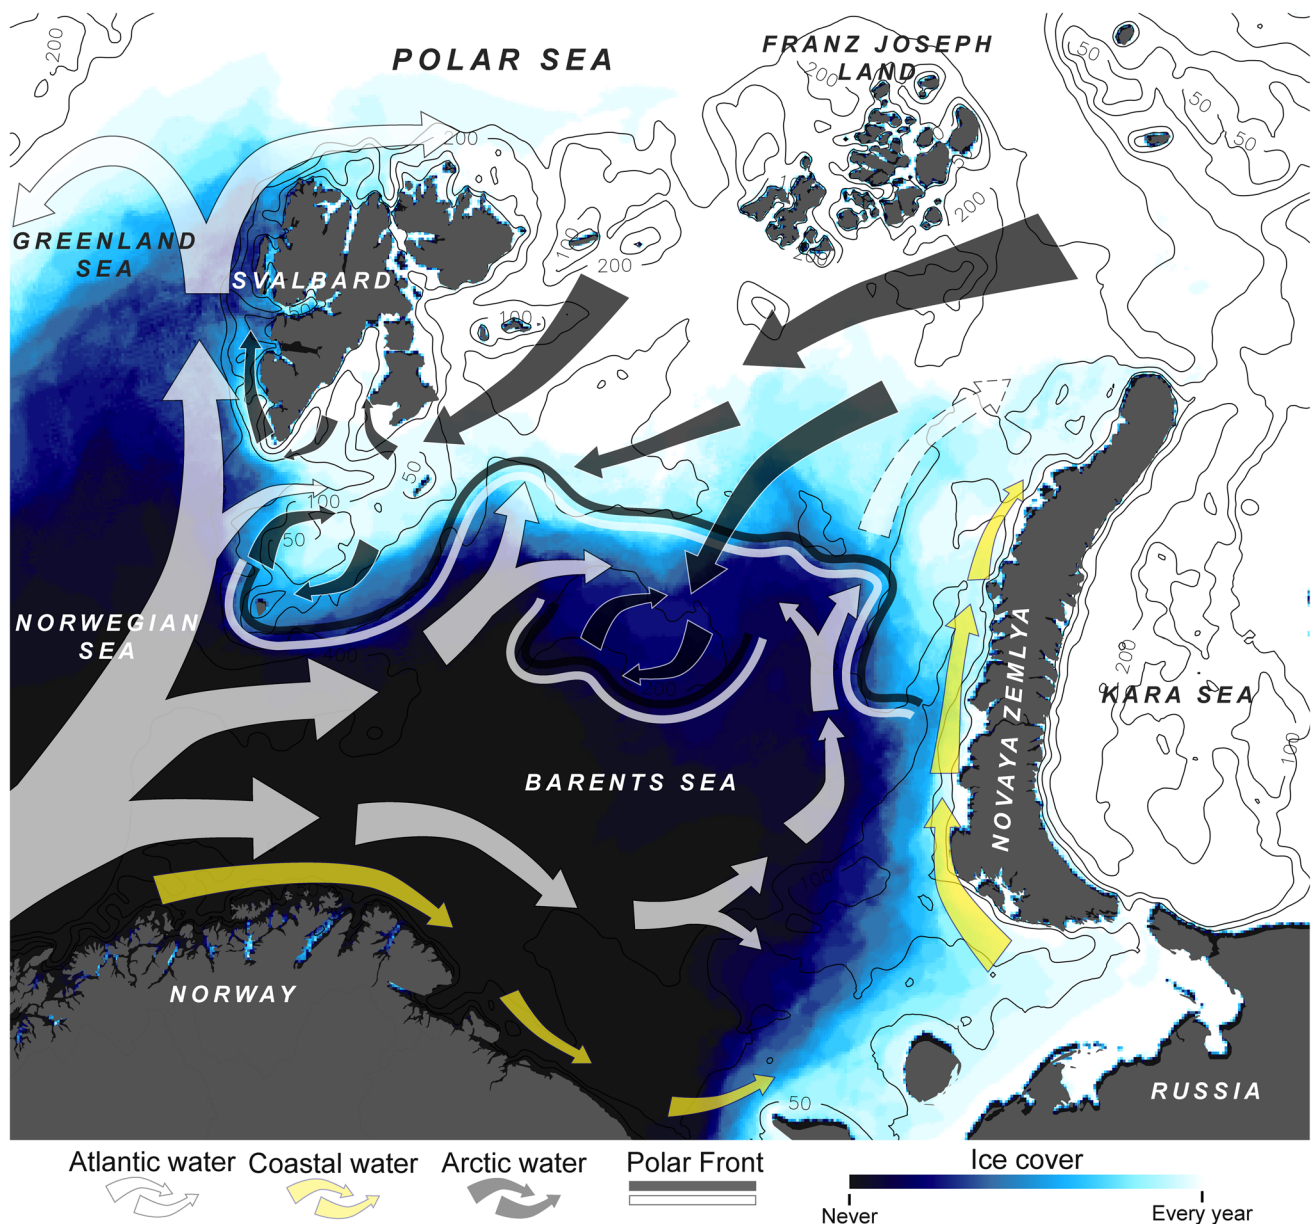 200
POLAR SEA
FRANZ JOSEPH
LAND
200
50
50
50
200
GREENLAND
SEA
SVALBARD
200
200
200
100
50
100
50
NORWEGIAN
SEA
200
KARA SEA
NOVAYA ZEMLYA
100
BARENTS SEA
100
NORWAY
50
RUSSIA
Atlantic water
Coastal water
Arctic water
Polar Front
Ice cover
Never
Every year